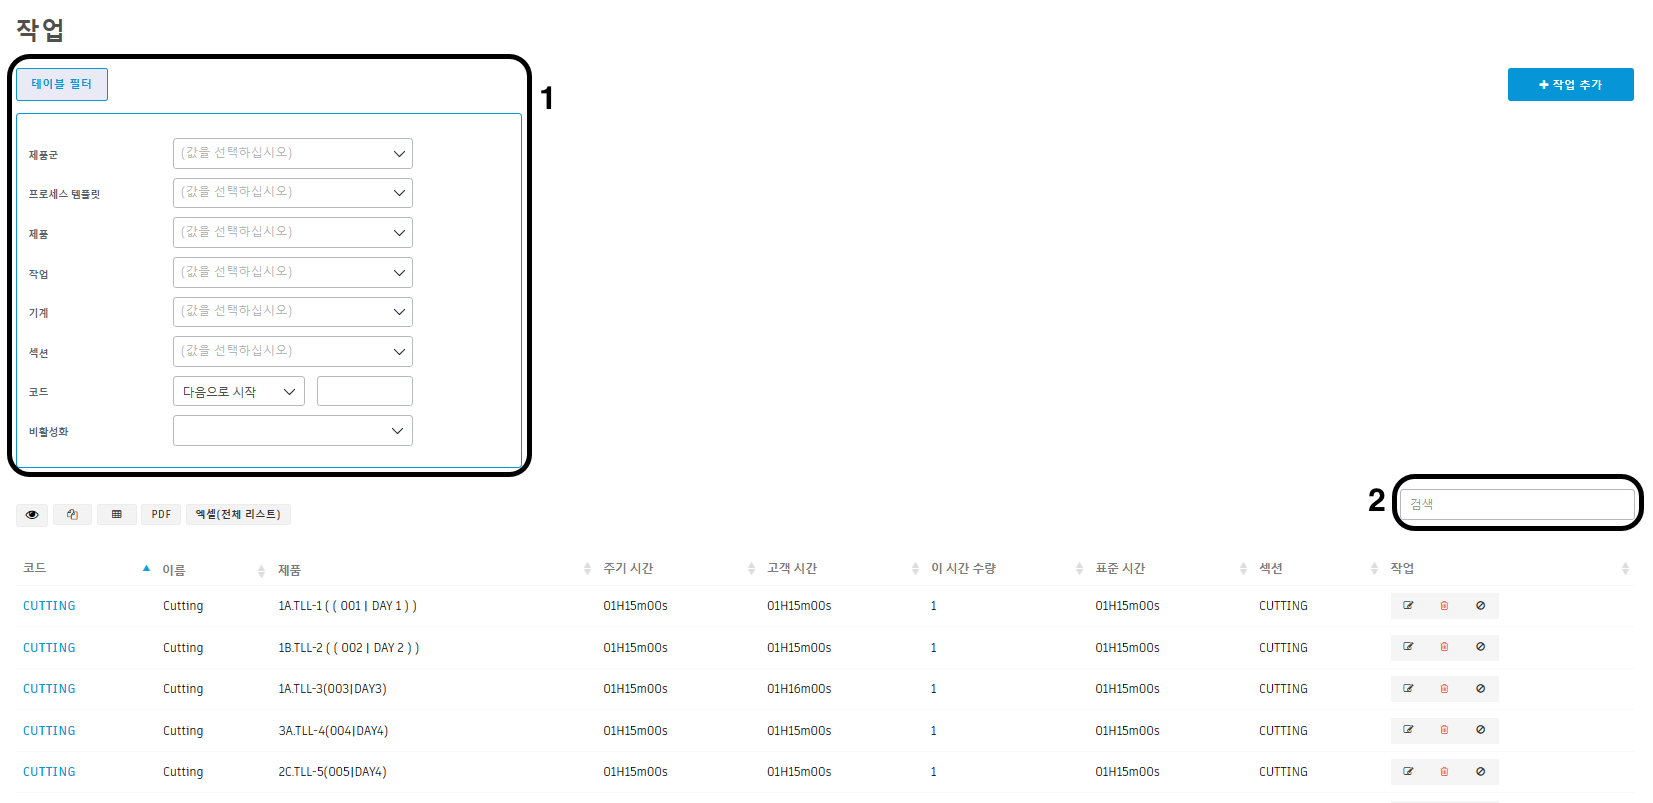 작업
테이블 필터
1
+ 작업 추가
제품군 (값을 선택하십시오)
프로세스 템플릿 (값을 선택하십시오)
제품 (값을 선택하십시오)
작업 (값을 선택하십시오)
기계 (값을 선택하십시오)
섹션 (값을 선택하십시오)
코드 다음으로 시작
비활성화
2 검색
PDF 엑셀(전체 리스트)
코드 이름 제품 주기 시간 고객 시간 이 시간 수량 표준 시간 섹션 작업
CUTTING Cutting 1A.TLL-1 ( ( 001 | DAY 1 ) ) 01H15m00s 01H15m00s 1 01H15m00s CUTTING
CUTTING Cutting 1B.TLL-2 ( ( 002 | DAY 2 ) ) 01H15m00s 01H15m00s 1 01H15m00s CUTTING
CUTTING Cutting 1A.TLL-3(003|DAY3) 01H15m00s 01H16m00s 1 01H15m00s CUTTING
CUTTING Cutting 3A.TLL-4(004|DAY4) 01H15m00s 01H15m00s 1 01H15m00s CUTTING
CUTTING Cutting 2C.TLL-5(005|DAY4) 01H15m00s 01H15m00s 1 01H15m00s CUTTING